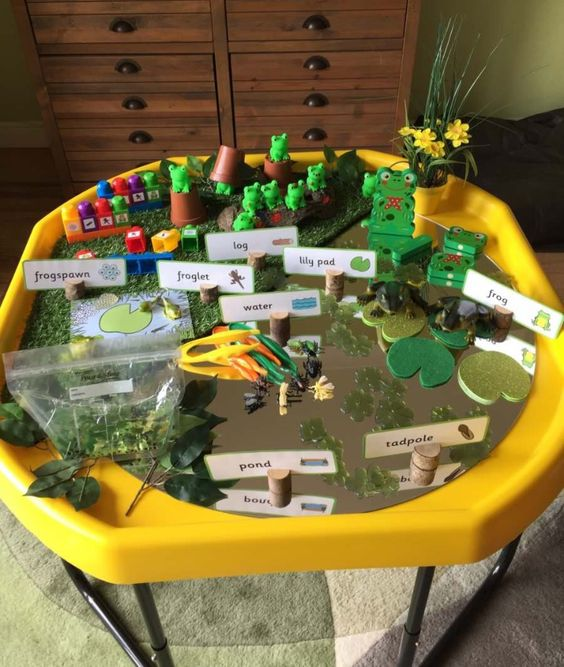 log
lily pad
frogspawn
froglet
frog
water
tadpole
pond